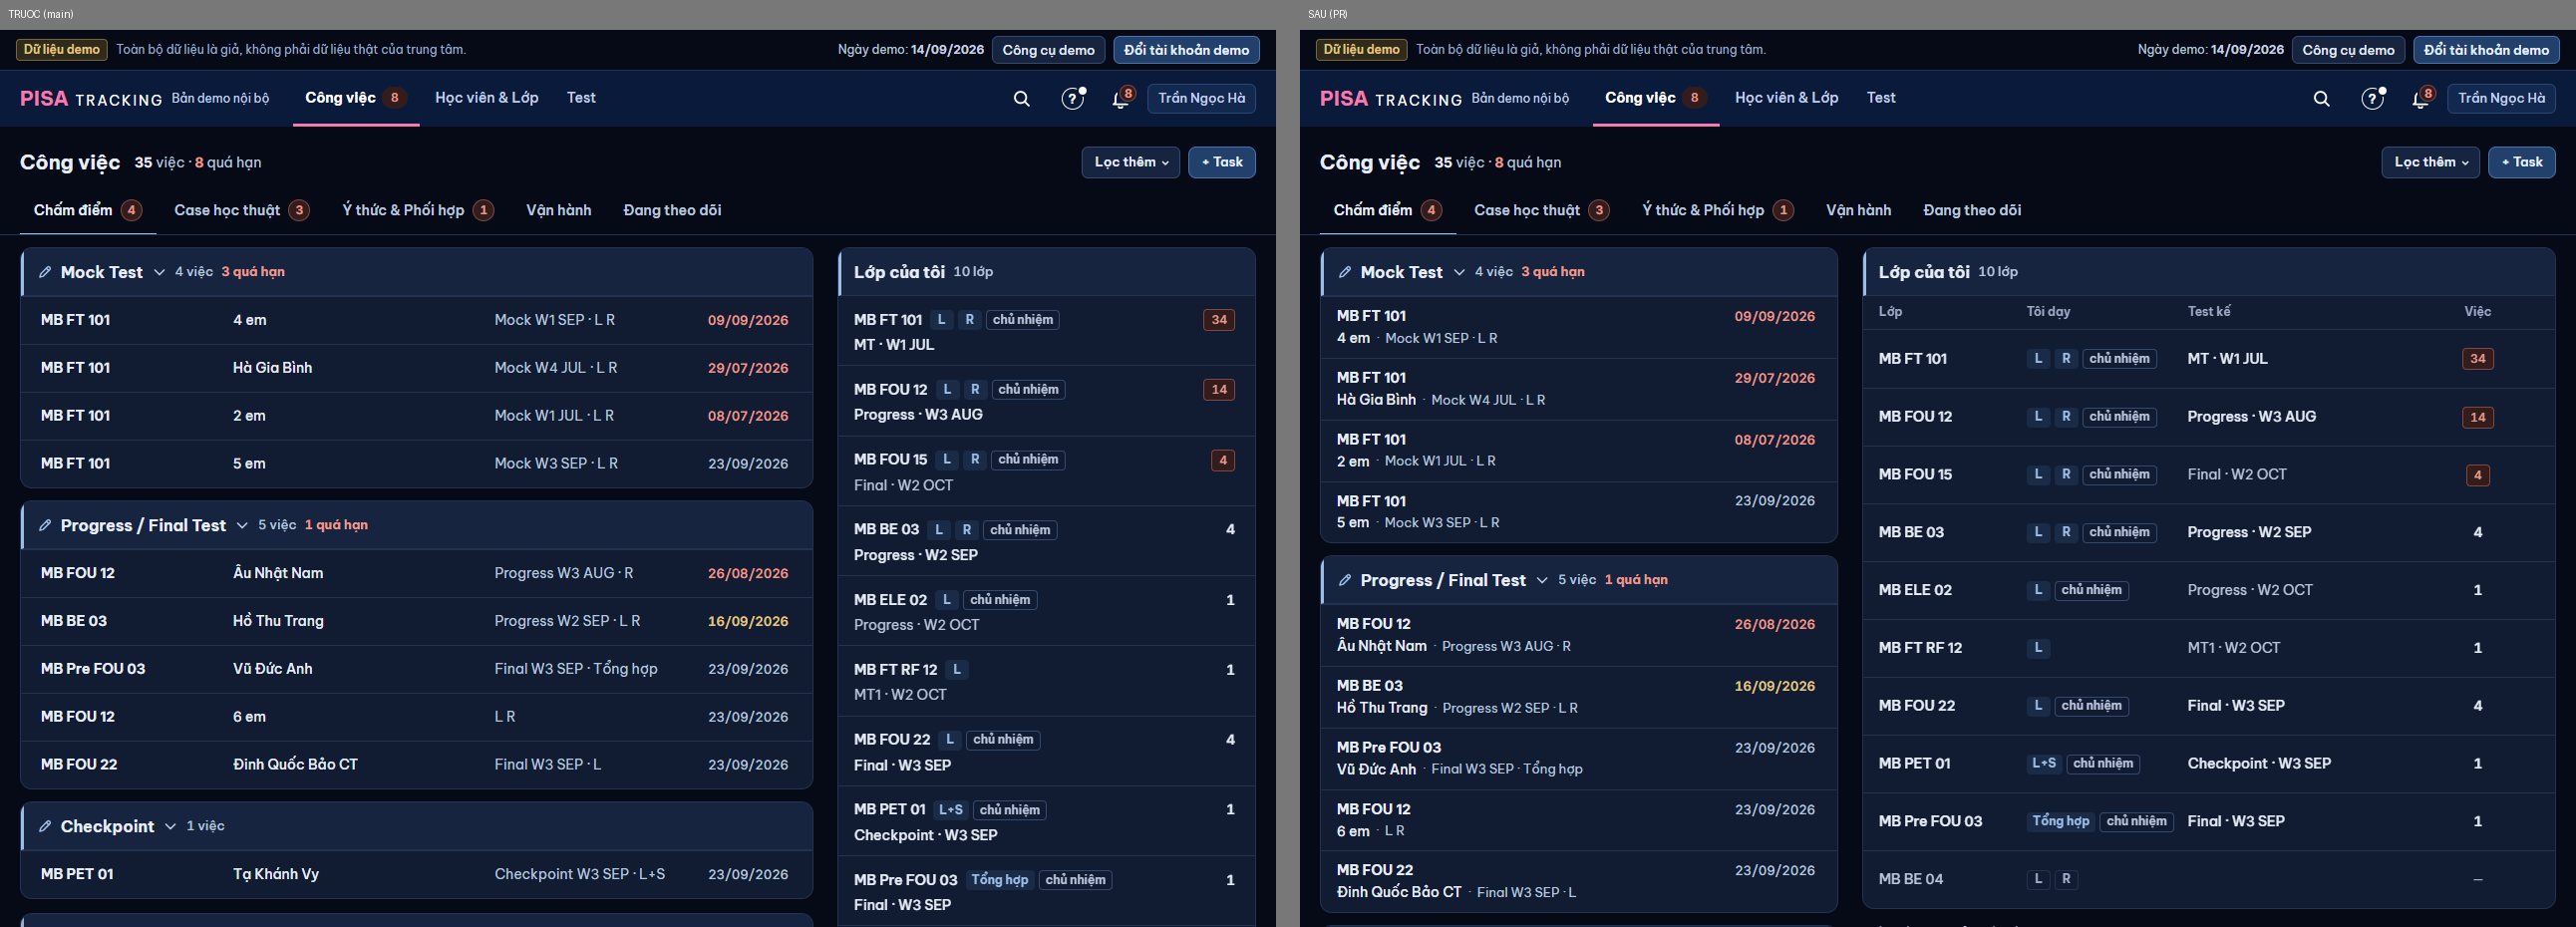 TRUOC (main)
Dữ liệu demo Toàn bộ dữ liệu là giả, không phải dữ liệu thật của trung tâm. Ngày demo: 14/09/2026 Công cụ demo Đổi tài khoản demo
PISA TRACKING Bản demo nội bộ Công việc 8 Học viên & Lớp Test ? 8 Trần Ngọc Hà
Công việc 35 việc · 8 quá hạn Lọc thêm + Task
Chấm điểm 4 Case học thuật 3 Ý thức & Phối hợp 1 Vận hành Đang theo dõi
Mock Test 4 việc 3 quá hạn
MB FT 101 4 em Mock W1 SEP · L R 09/09/2026
MB FT 101 Hà Gia Bình Mock W4 JUL · L R 29/07/2026
MB FT 101 2 em Mock W1 JUL · L R 08/07/2026
MB FT 101 5 em Mock W3 SEP · L R 23/09/2026
Progress / Final Test 5 việc 1 quá hạn
MB FOU 12 Âu Nhật Nam Progress W3 AUG · R 26/08/2026
MB BE 03 Hồ Thu Trang Progress W2 SEP · L R 16/09/2026
MB Pre FOU 03 Vũ Đức Anh Final W3 SEP · Tổng hợp 23/09/2026
MB FOU 12 6 em L R 23/09/2026
MB FOU 22 Đinh Quốc Bảo CT Final W3 SEP · L 23/09/2026
Checkpoint 1 việc
MB PET 01 Tạ Khánh Vy Checkpoint W3 SEP · L+S 23/09/2026
Lớp của tôi 10 lớp
MB FT 101 L R chủ nhiệm 34
MT · W1 JUL
MB FOU 12 L R chủ nhiệm 14
Progress · W3 AUG
MB FOU 15 L R chủ nhiệm 4
Final · W2 OCT
MB BE 03 L R chủ nhiệm 4
Progress · W2 SEP
MB ELE 02 L chủ nhiệm 1
Progress · W2 OCT
MB FT RF 12 L 1
MT1 · W2 OCT
MB FOU 22 L chủ nhiệm 4
Final · W3 SEP
MB PET 01 L+S chủ nhiệm 1
Checkpoint · W3 SEP
MB Pre FOU 03 Tổng hợp chủ nhiệm 1
Final · W3 SEP
SAU (PR)
Dữ liệu demo Toàn bộ dữ liệu là giả, không phải dữ liệu thật của trung tâm. Ngày demo: 14/09/2026 Công cụ demo Đổi tài khoản demo
PISA TRACKING Bản demo nội bộ Công việc 8 Học viên & Lớp Test ? 8 Trần Ngọc Hà
Công việc 35 việc · 8 quá hạn Lọc thêm + Task
Chấm điểm 4 Case học thuật 3 Ý thức & Phối hợp 1 Vận hành Đang theo dõi
Mock Test 4 việc 3 quá hạn
MB FT 101 09/09/2026
4 em · Mock W1 SEP · L R
MB FT 101 29/07/2026
Hà Gia Bình · Mock W4 JUL · L R
MB FT 101 08/07/2026
2 em · Mock W1 JUL · L R
MB FT 101 23/09/2026
5 em · Mock W3 SEP · L R
Progress / Final Test 5 việc 1 quá hạn
MB FOU 12 26/08/2026
Âu Nhật Nam · Progress W3 AUG · R
MB BE 03 16/09/2026
Hồ Thu Trang · Progress W2 SEP · L R
MB Pre FOU 03 23/09/2026
Vũ Đức Anh · Final W3 SEP · Tổng hợp
MB FOU 12 23/09/2026
6 em · L R
MB FOU 22 23/09/2026
Đinh Quốc Bảo CT · Final W3 SEP · L
Lớp của tôi 10 lớp
Lớp Tôi dạy Test kế Việc
MB FT 101 L R chủ nhiệm MT · W1 JUL 34
MB FOU 12 L R chủ nhiệm Progress · W3 AUG 14
MB FOU 15 L R chủ nhiệm Final · W2 OCT 4
MB BE 03 L R chủ nhiệm Progress · W2 SEP 4
MB ELE 02 L chủ nhiệm Progress · W2 OCT 1
MB FT RF 12 L MT1 · W2 OCT 1
MB FOU 22 L chủ nhiệm Final · W3 SEP 4
MB PET 01 L+S chủ nhiệm Checkpoint · W3 SEP 1
MB Pre FOU 03 Tổng hợp chủ nhiệm Final · W3 SEP 1
MB BE 04 L R —